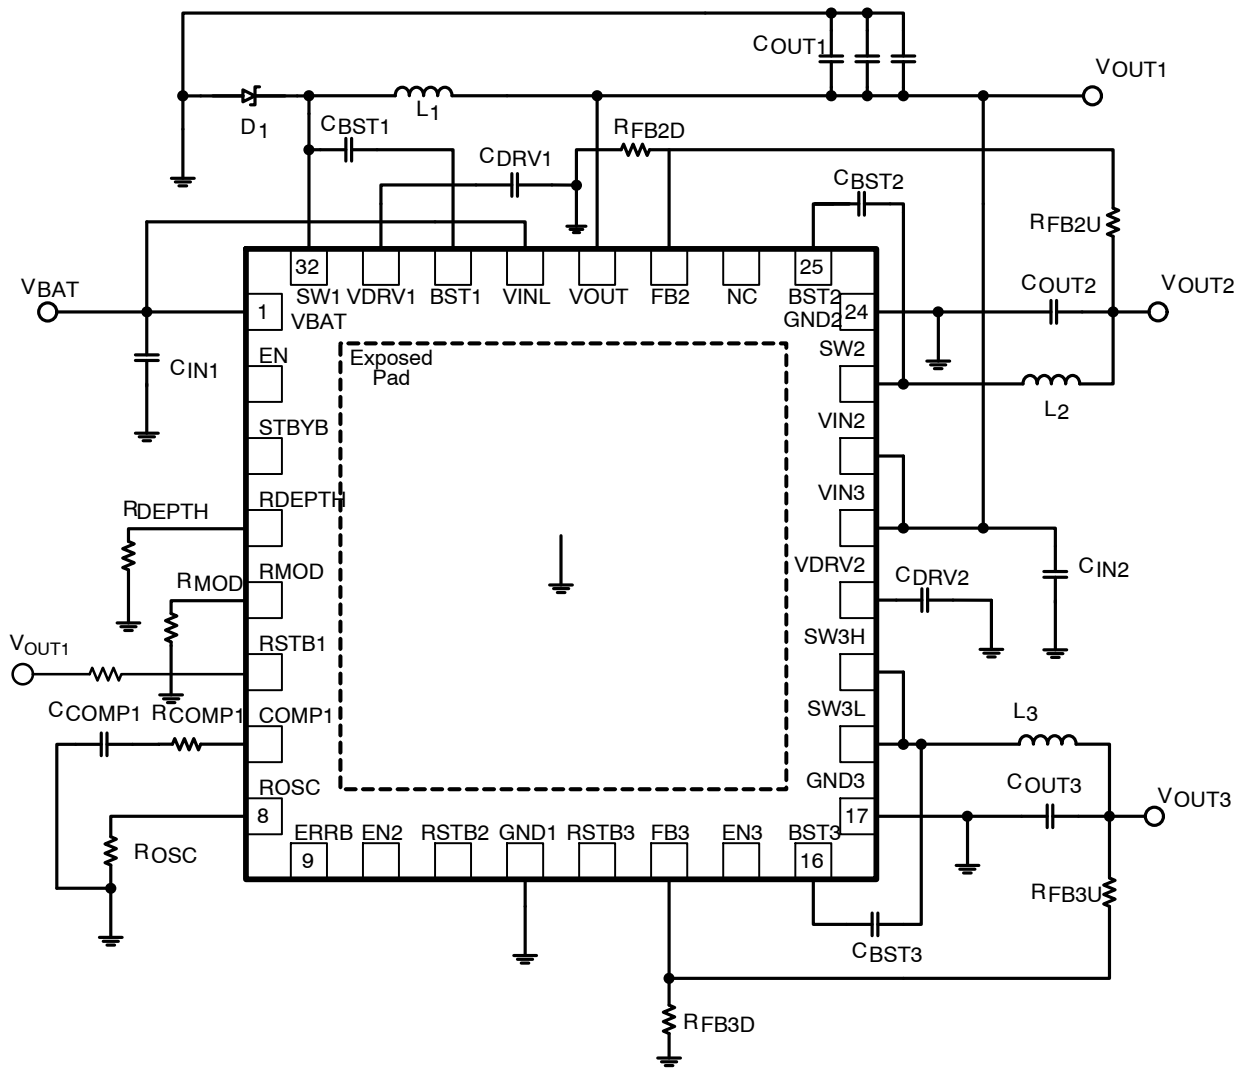 COUT1
VOUT1
D1
L1
CBST1
RFB2D
CDRV1
CBST2
RFB2U
VBAT
32
25
SW1
VDRV1
BST1
VINL
VOUT
FB2
NC
BST2
COUT2
VOUT2
1
VBAT
GND2
24
CIN1
EN
Exposed
Pad
SW2
L2
STBYB
VIN2
RDEPTH
RDEPTH
VIN3
RMOD
RMOD
VDRV2
CDRV2
CIN2
VOUT1
RSTB1
SW3H
CCOMP1
RCOMP1
COMP1
SW3L
L3
ROSC
GND3
COUT3
VOUT3
8
17
ROSC
ERRB
EN2
RSTB2
GND1
RSTB3
FB3
EN3
BST3
9
16
RFB3U
CBST3
RFB3D